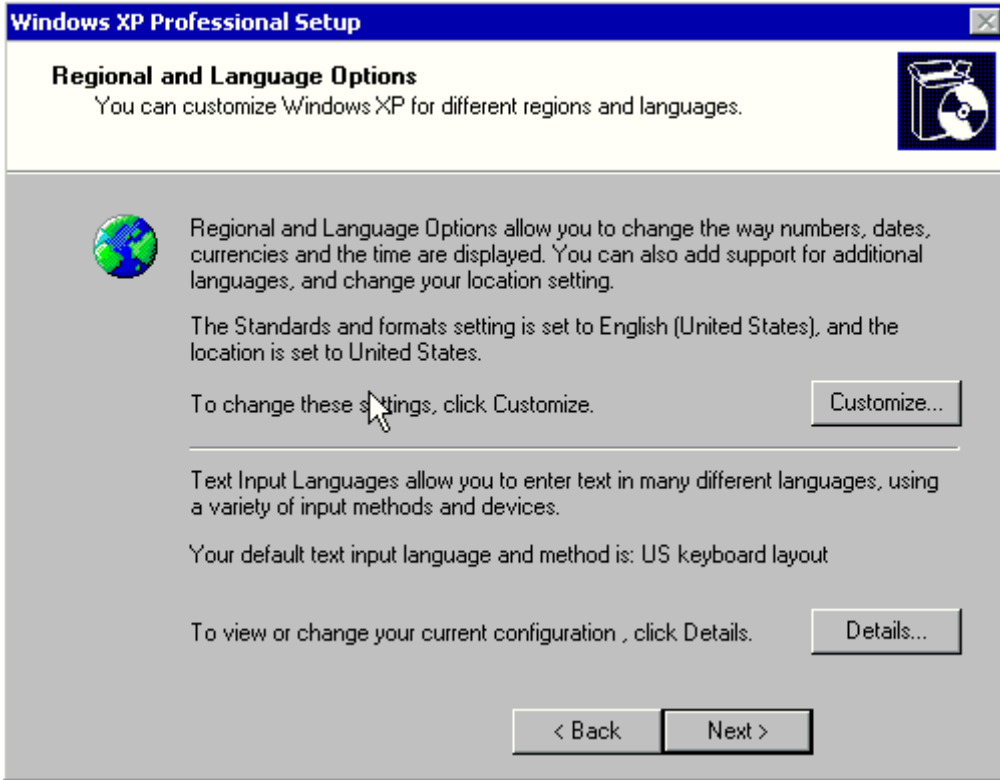 Windows XP Professional Setup
Regional and Language Options
You can customize Windows XP for different regions and languages.
Regional and Language Options allow you to change the way numbers, dates,
currencies and the time are displayed. You can also add support for additional
languages, and change your location setting.
The Standards and formats setting is set to English (United States), and the
location is set to United States.
To change these settings, click Customize.
Customize...
Text Input Languages allow you to enter text in many different languages, using
a variety of input methods and devices.
Your default text input language and method is: US keyboard layout
To view or change your current configuration , click Details.
Details...
< Back
Next >